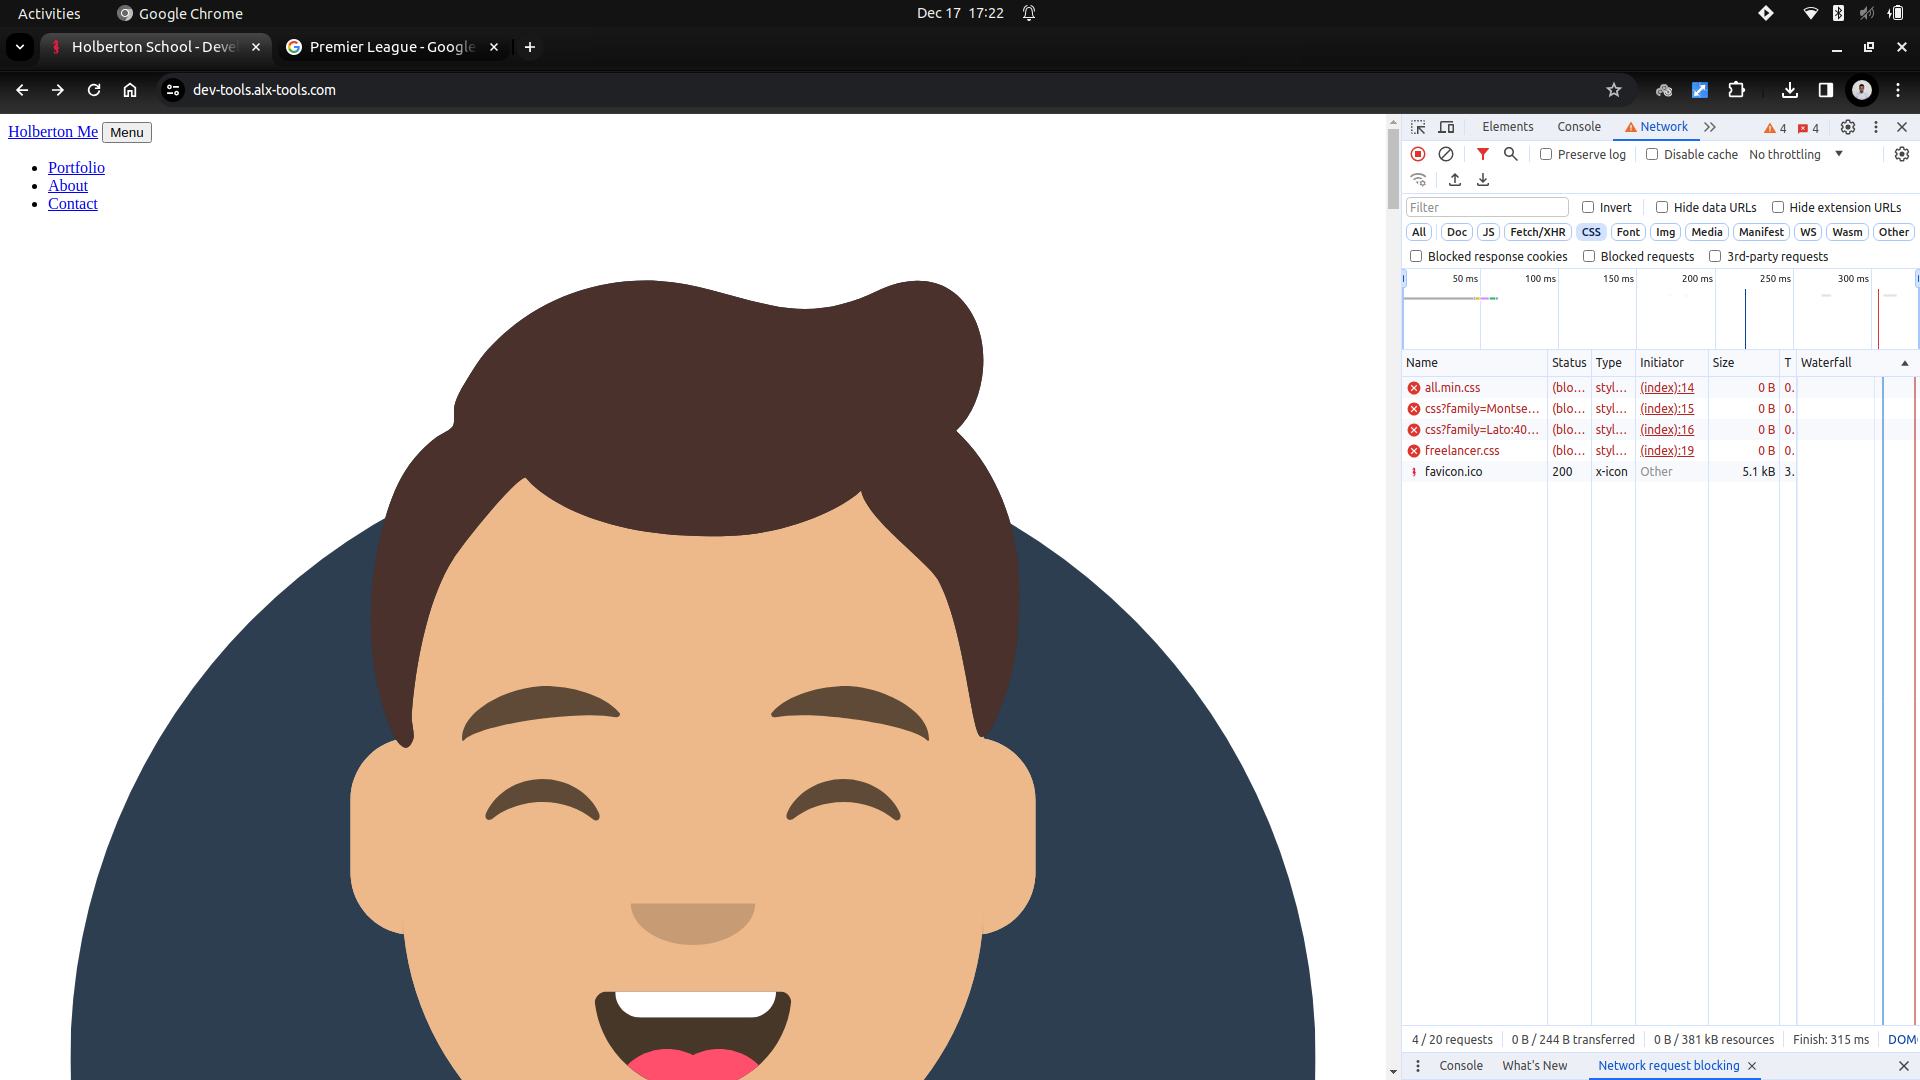 Activities Google Chrome Dec 17 17:22
Holberton School - Deve Premier League - Google
dev-tools.alx-tools.com
Holberton Me Menu
Portfolio
About
Contact
Elements Console Network 4 4
Preserve log Disable cache No throttling
Filter Invert Hide data URLs Hide extension URLs
All Doc JS Fetch/XHR CSS Font Img Media Manifest WS Wasm Other
Blocked response cookies Blocked requests 3rd-party requests
50 ms 100 ms 150 ms 200 ms 250 ms 300 ms
Name Status Type Initiator Size T Waterfall
all.min.css (blo... styl... (index):14 0 B 0.
css?family=Montse... (blo... styl... (index):15 0 B 0.
css?family=Lato:40... (blo... styl... (index):16 0 B 0.
freelancer.css (blo... styl... (index):19 0 B 0.
favicon.ico 200 x-icon Other 5.1 kB 3.
4 / 20 requests 0 B / 244 B transferred 0 B / 381 kB resources Finish: 315 ms DOM
Console What's New Network request blocking